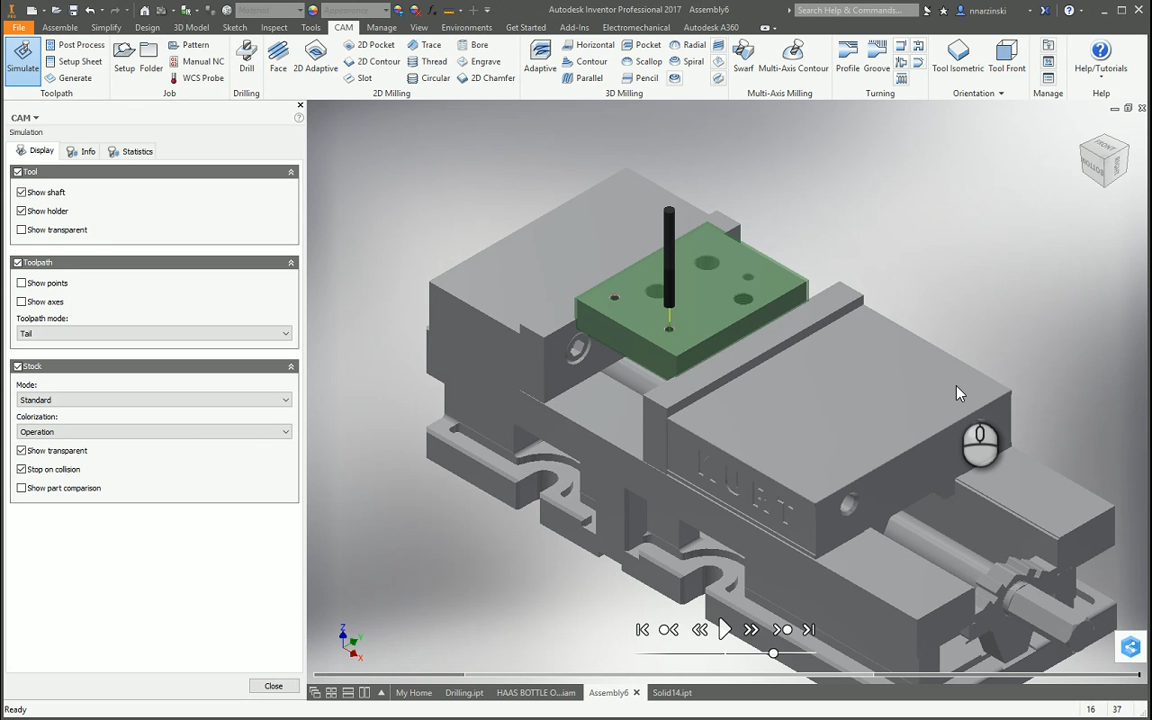 Autodesk Inventor Professional 2017 Assembly6
Search Help & Commands...
nnarzinski
Material
Appearance
File Assemble Simplify Design 3D Model Sketch Inspect Tools CAM Manage View Environments Get Started Add-Ins Electromechanical Autodesk A360
Simulate
Post Process
Setup Sheet
Generate
Toolpath
Setup
Folder
Pattern
Manual NC
WCS Probe
Job
Drill
Drilling
Face
2D Adaptive
2D Pocket
2D Contour
Slot
Trace
Thread
Circular
Bore
Engrave
2D Chamfer
2D Milling
Adaptive
Horizontal
Contour
Parallel
Pocket
Scallop
Pencil
Radial
Spiral
3D Milling
Swarf
Multi-Axis Contour
Multi-Axis Milling
Profile
Groove
Turning
Tool Isometric
Tool Front
Orientation
Manage
Help/Tutorials
Help
CAM
Simulation
Display Info Statistics
Tool
Show shaft
Show holder
Show transparent
Toolpath
Show points
Show axes
Toolpath mode:
Tail
Stock
Mode:
Standard
Colorization:
Operation
Show transparent
Stop on collision
Show part comparison
Close
FRONT
RIGHT
BOTTOM
KURT
Z
Y
X
My Home Drilling.ipt HAAS BOTTLE O...iam Assembly6 Solid14.ipt
Ready
16 37